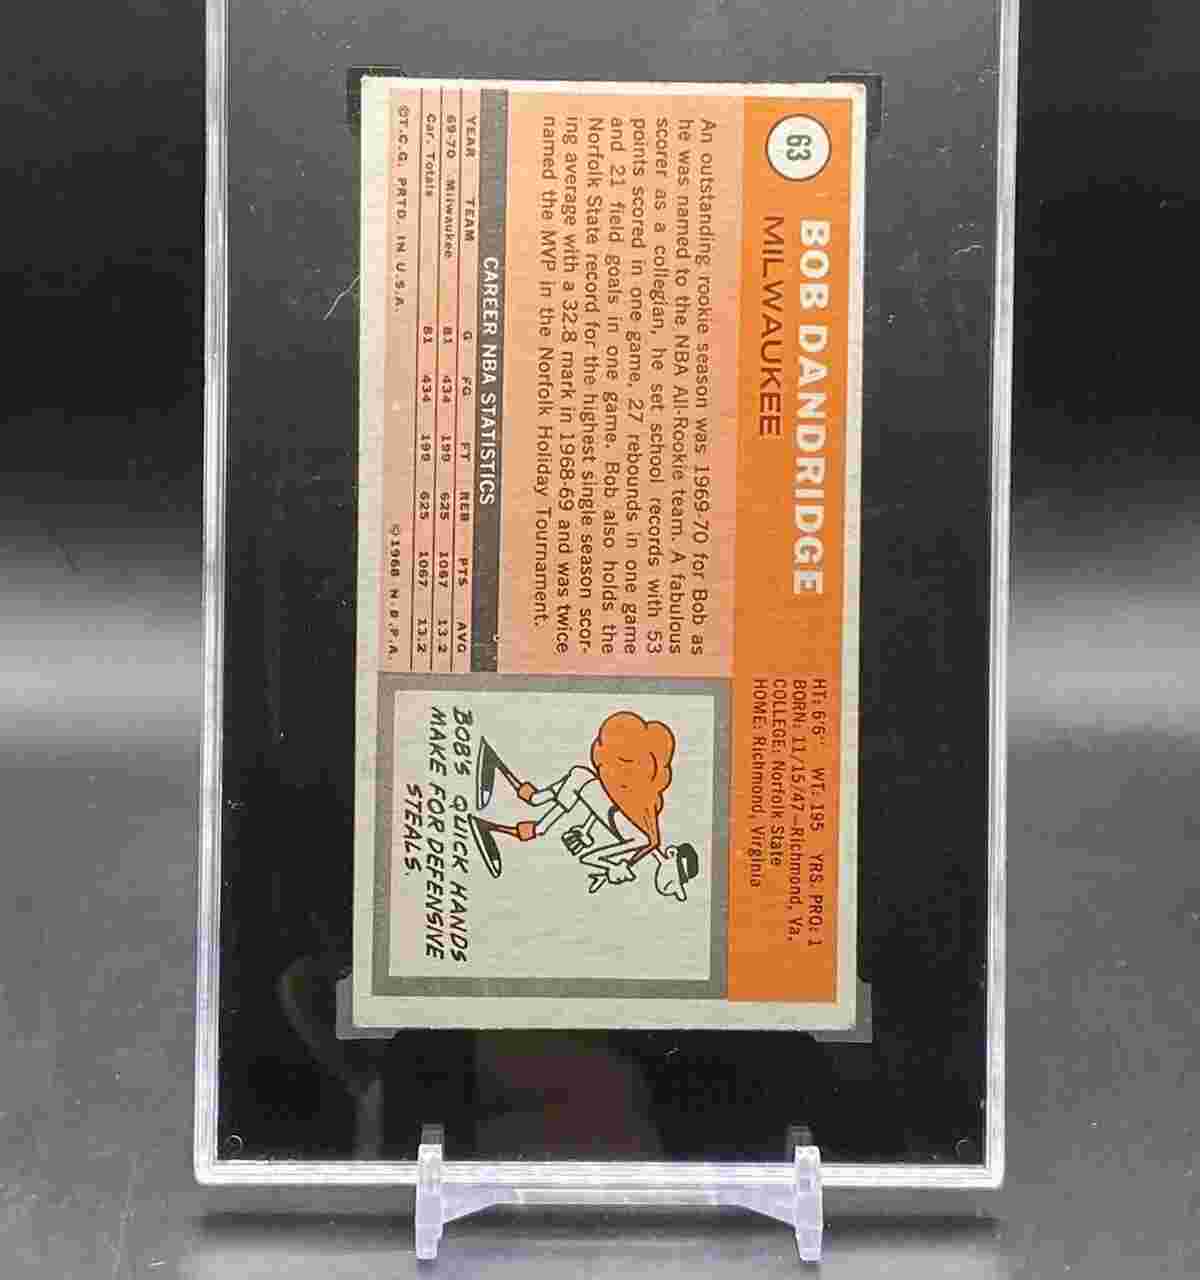 63
BOB DANDRIDGE
MILWAUKEE
HT: 6'6" WT: 195 YRS. PRO: 1
BORN: 11/15/47—Richmond, Va.
COLLEGE: Norfolk State
HOME: Richmond, Virginia
An outstanding rookie season was 1969-70 for Bob as
he was named to the NBA All-Rookie team. A fabulous
scorer as a collegian, he set school records with 53
points scored in one game, 27 rebounds in one game
and 21 field goals in one game. Bob also holds the
Norfolk State record for the highest single season scor-
ing average with a 32.8 mark in 1968-69 and was twice
named the MVP in the Norfolk Holiday Tournament.
CAREER NBA STATISTICS
YEAR TEAM G FG FT REB PTS AVG
69-70 Milwaukee 81 434 199 625 1067 13.2
Car. Totals 81 434 199 625 1067 13.2
©T.C.G. PRTD. IN U.S.A. ©1968 N.B.P.A.
BOB'S QUICK HANDS
MAKE FOR DEFENSIVE
STEALS.